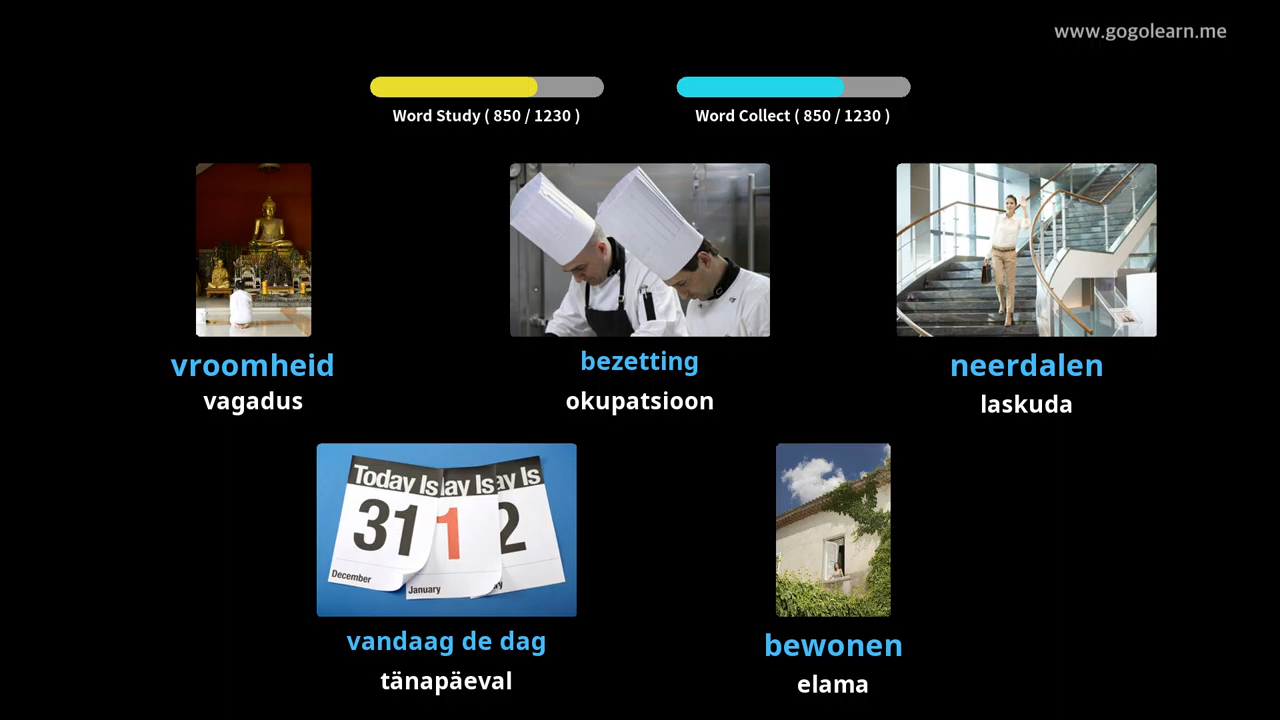 www.gogolearn.me
Word Study ( 850 / 1230 )
Word Collect ( 850 / 1230 )
vroomheid
vagadus
bezetting
okupatsioon
neerdalen
laskuda
Today Is
ay Is
ay Is
31
1
2
December
January
vandaag de dag
tänapäeval
bewonen
elama